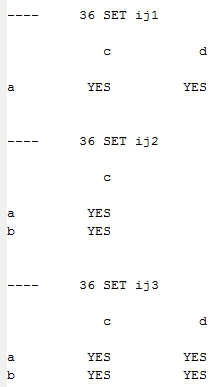 ---- 36 SET ij1
c d
a YES YES
---- 36 SET ij2
c
a YES
b YES
---- 36 SET ij3
c d
a YES YES
b YES YES